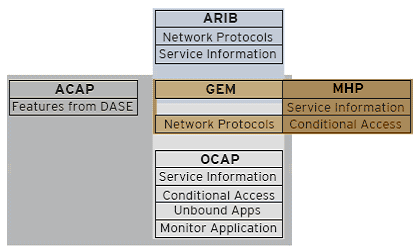 ARIB
Network Protocols
Service Information
ACAP
Features from DASE
GEM
Network Protocols
MHP
Service Information
Conditional Access
OCAP
Service Information
Conditional Access
Unbound Apps
Monitor Application